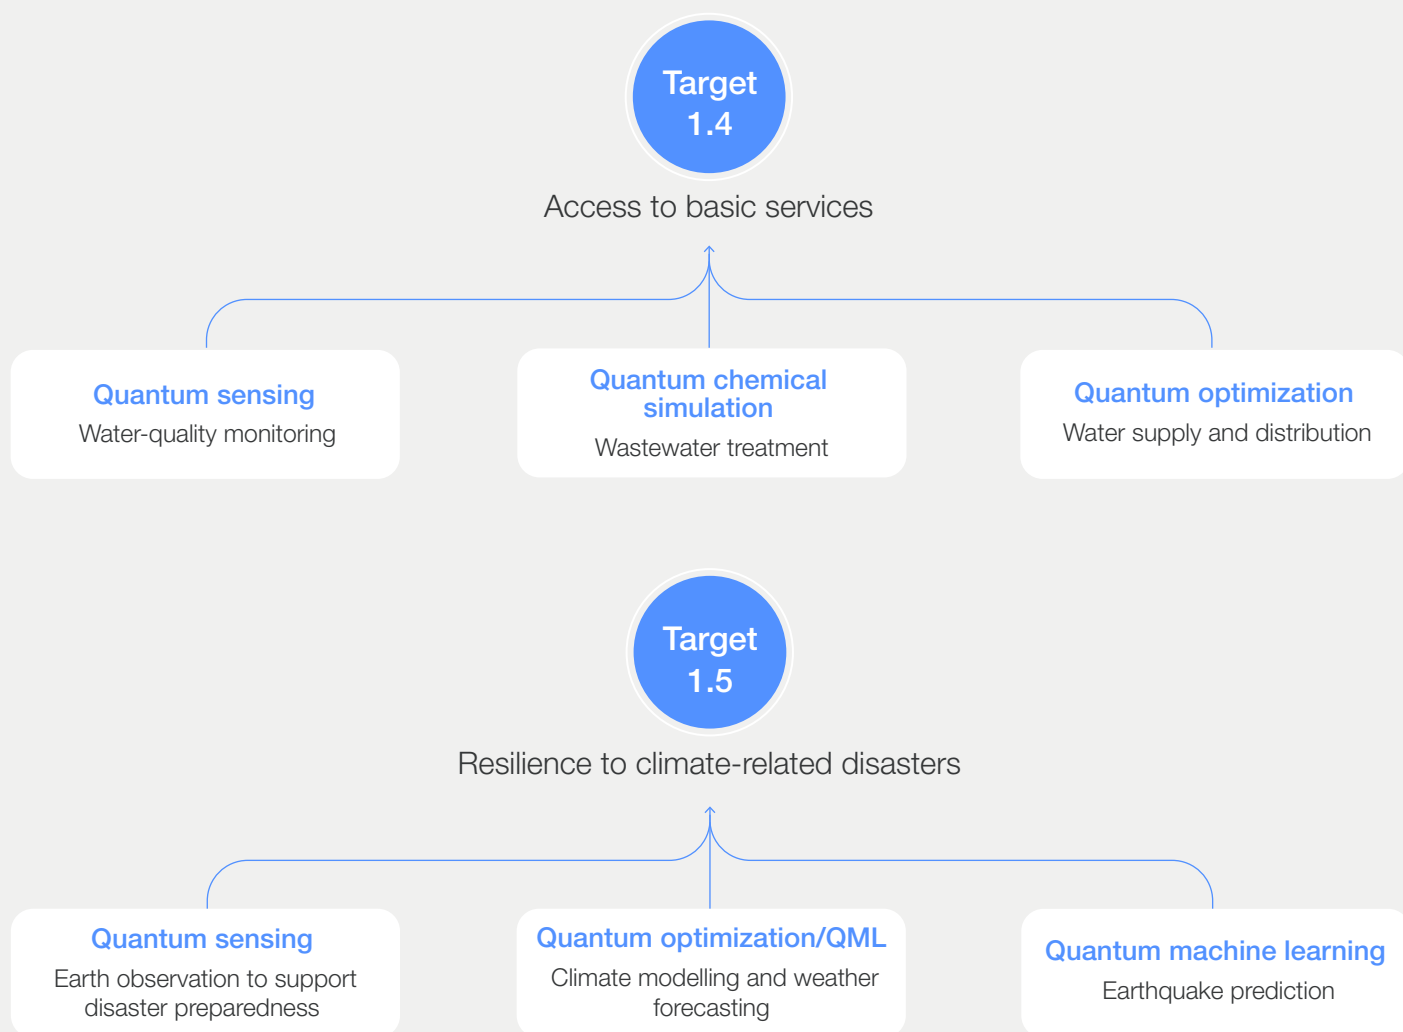 Target
1.4
Access to basic services
Quantum sensing
Water-quality monitoring
Quantum chemical
simulation
Wastewater treatment
Quantum optimization
Water supply and distribution
Target
1.5
Resilience to climate-related disasters
Quantum sensing
Earth observation to support
disaster preparedness
Quantum optimization/QML
Climate modelling and weather
forecasting
Quantum machine learning
Earthquake prediction